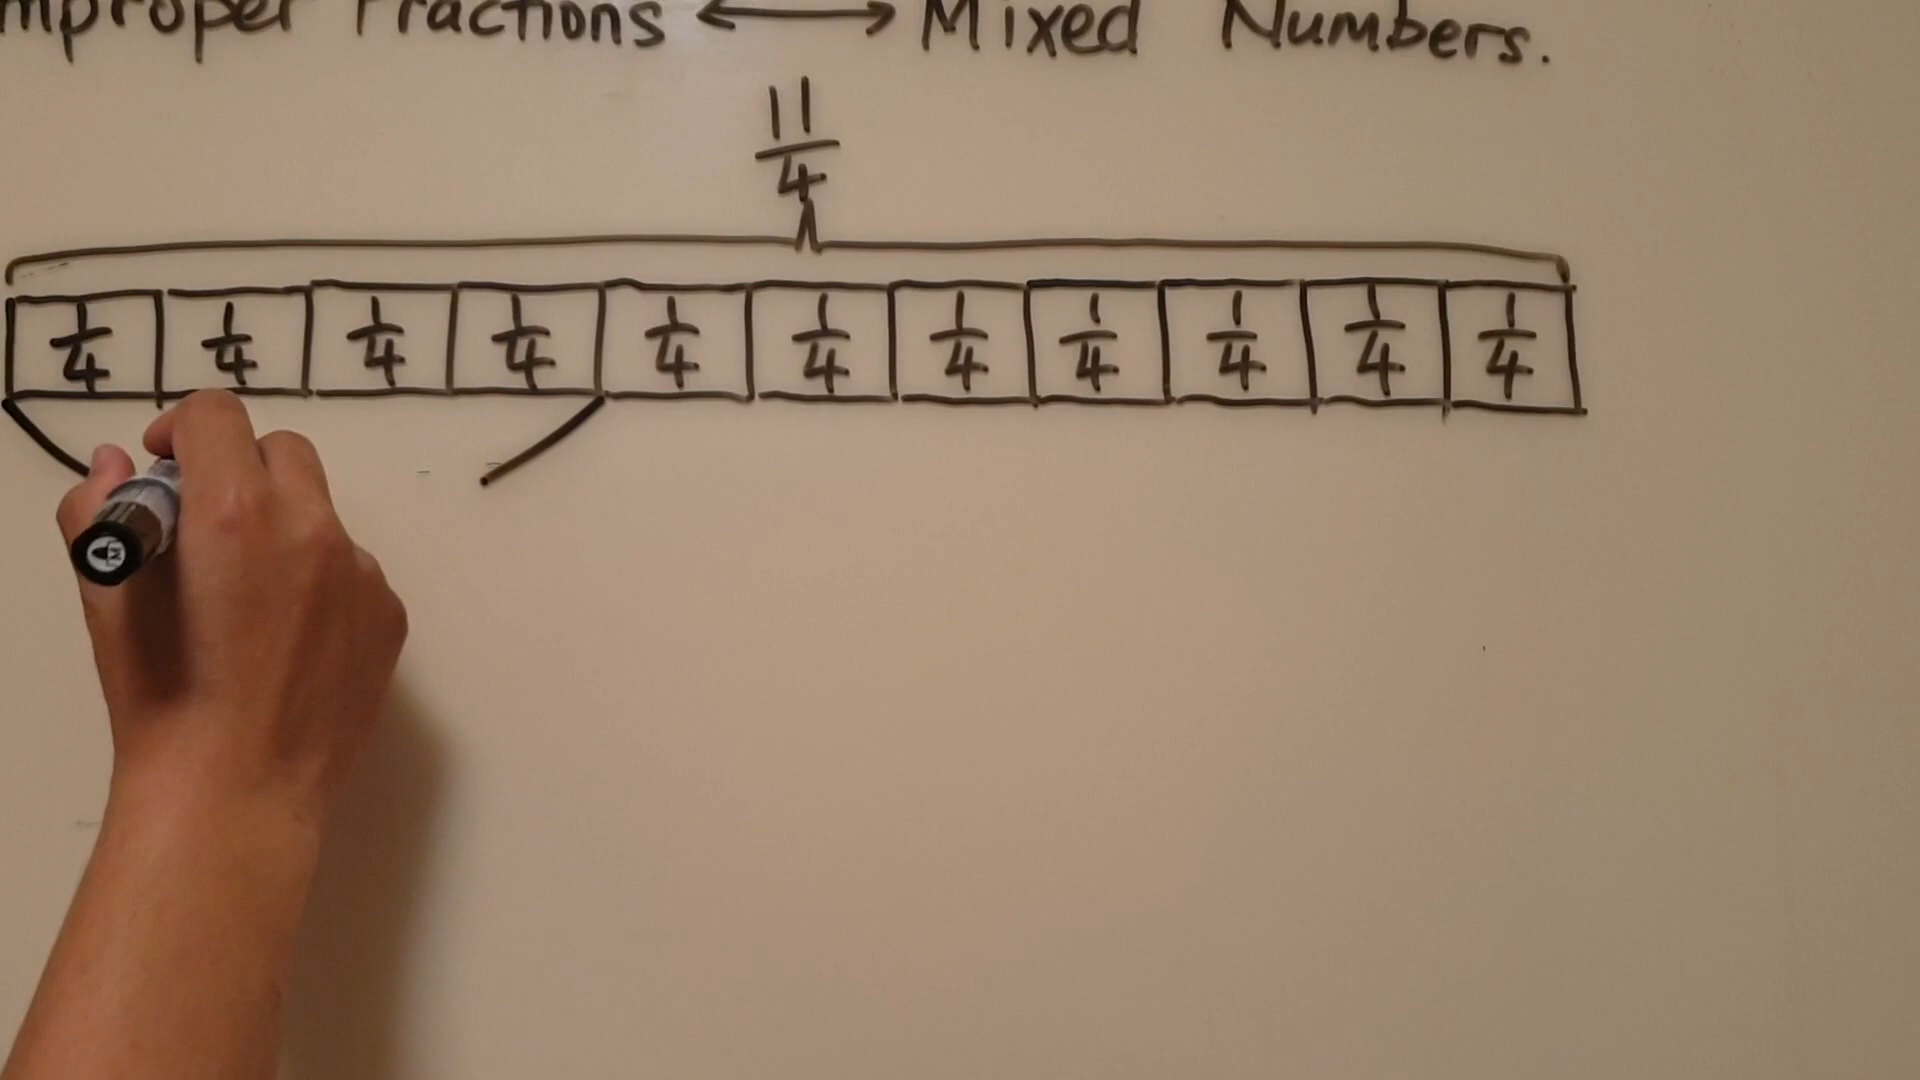 mproper Fractions ⟷ Mixed Numbers.
11/4
1/4 1/4 1/4 1/4 1/4 1/4 1/4 1/4 1/4 1/4 1/4
M